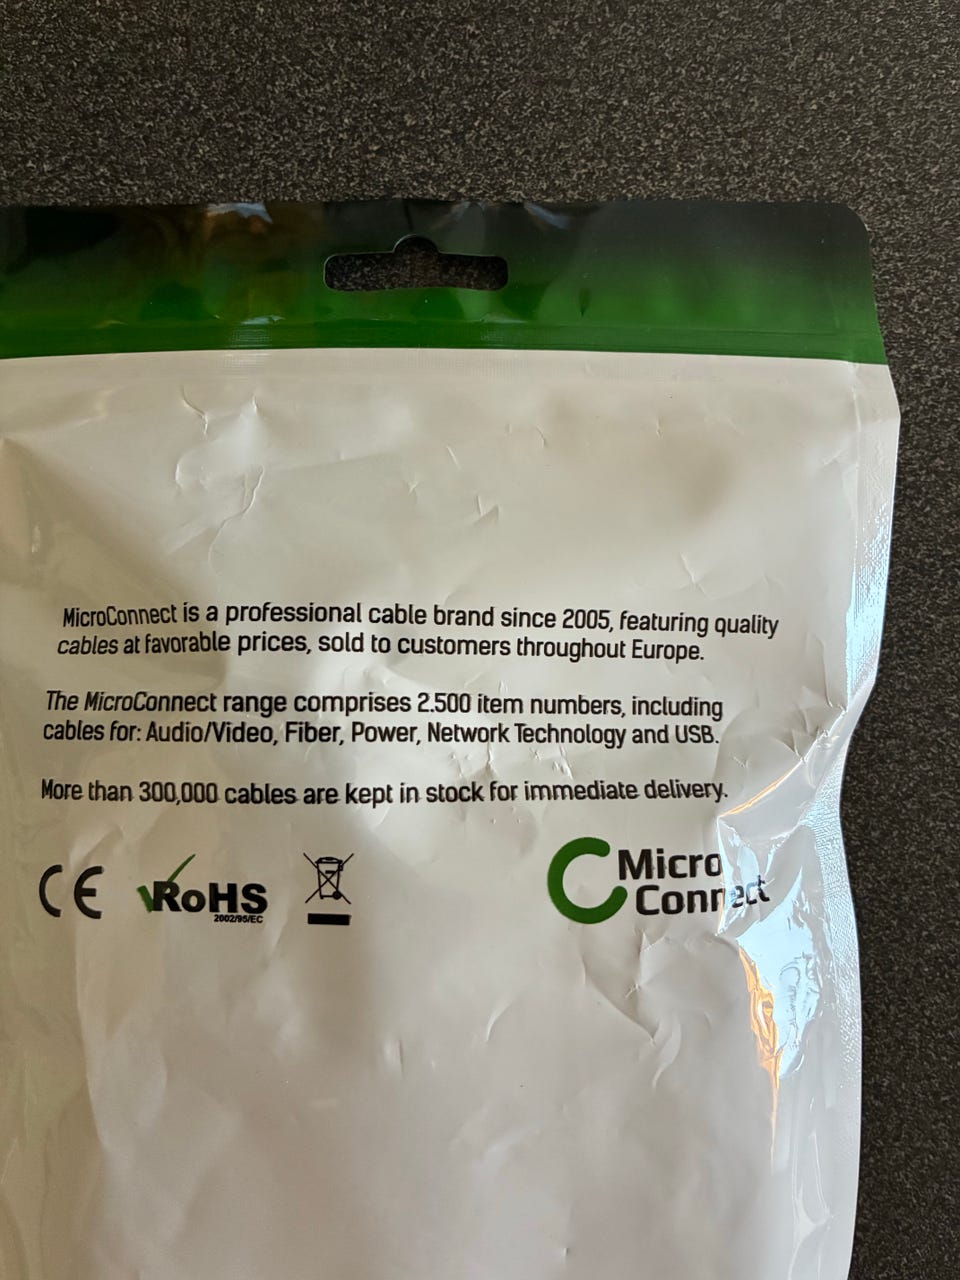 MicroConnect is a professional cable brand since 2005, featuring quality
cables at favorable prices, sold to customers throughout Europe.
The MicroConnect range comprises 2.500 item numbers, including
cables for: Audio/Video, Fiber, Power, Network Technology and USB.
More than 300,000 cables are kept in stock for immediate delivery.
CE
RoHS
2002/95/EC
Micro
Connect